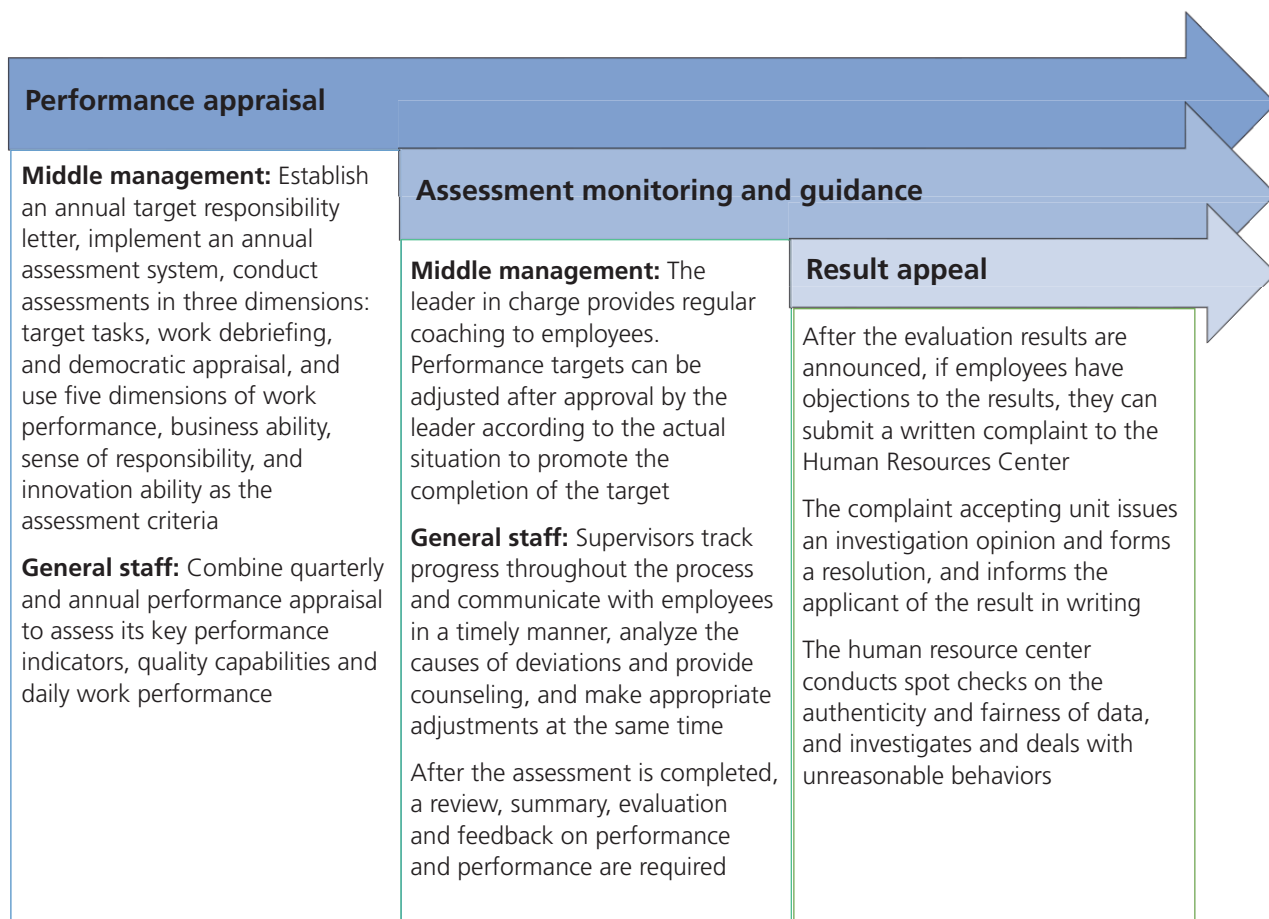 Performance appraisal
Middle management: Establish
an annual target responsibility
letter, implement an annual
assessment system, conduct
assessments in three dimensions:
target tasks, work debriefing,
and democratic appraisal, and
use five dimensions of work
performance, business ability,
sense of responsibility, and
innovation ability as the
assessment criteria
General staff: Combine quarterly
and annual performance appraisal
to assess its key performance
indicators, quality capabilities and
daily work performance
Assessment monitoring and guidance
Middle management: The
leader in charge provides regular
coaching to employees.
Performance targets can be
adjusted after approval by the
leader according to the actual
situation to promote the
completion of the target
General staff: Supervisors track
progress throughout the process
and communicate with employees
in a timely manner, analyze the
causes of deviations and provide
counseling, and make appropriate
adjustments at the same time
After the assessment is completed,
a review, summary, evaluation
and feedback on performance
and performance are required
Result appeal
After the evaluation results are
announced, if employees have
objections to the results, they can
submit a written complaint to the
Human Resources Center
The complaint accepting unit issues
an investigation opinion and forms
a resolution, and informs the
applicant of the result in writing
The human resource center
conducts spot checks on the
authenticity and fairness of data,
and investigates and deals with
unreasonable behaviors